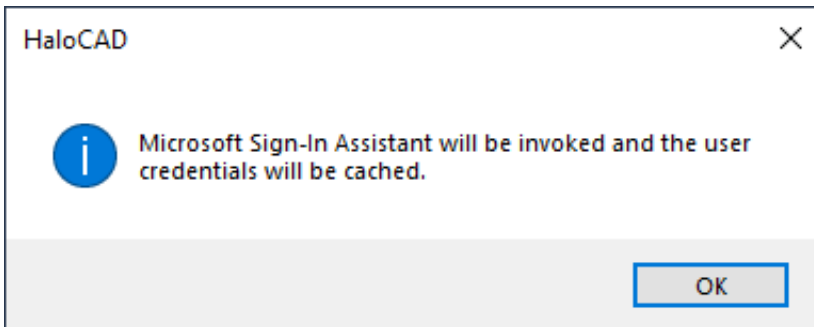 HaloCAD
Microsoft Sign-In Assistant will be invoked and the user
credentials will be cached.
OK